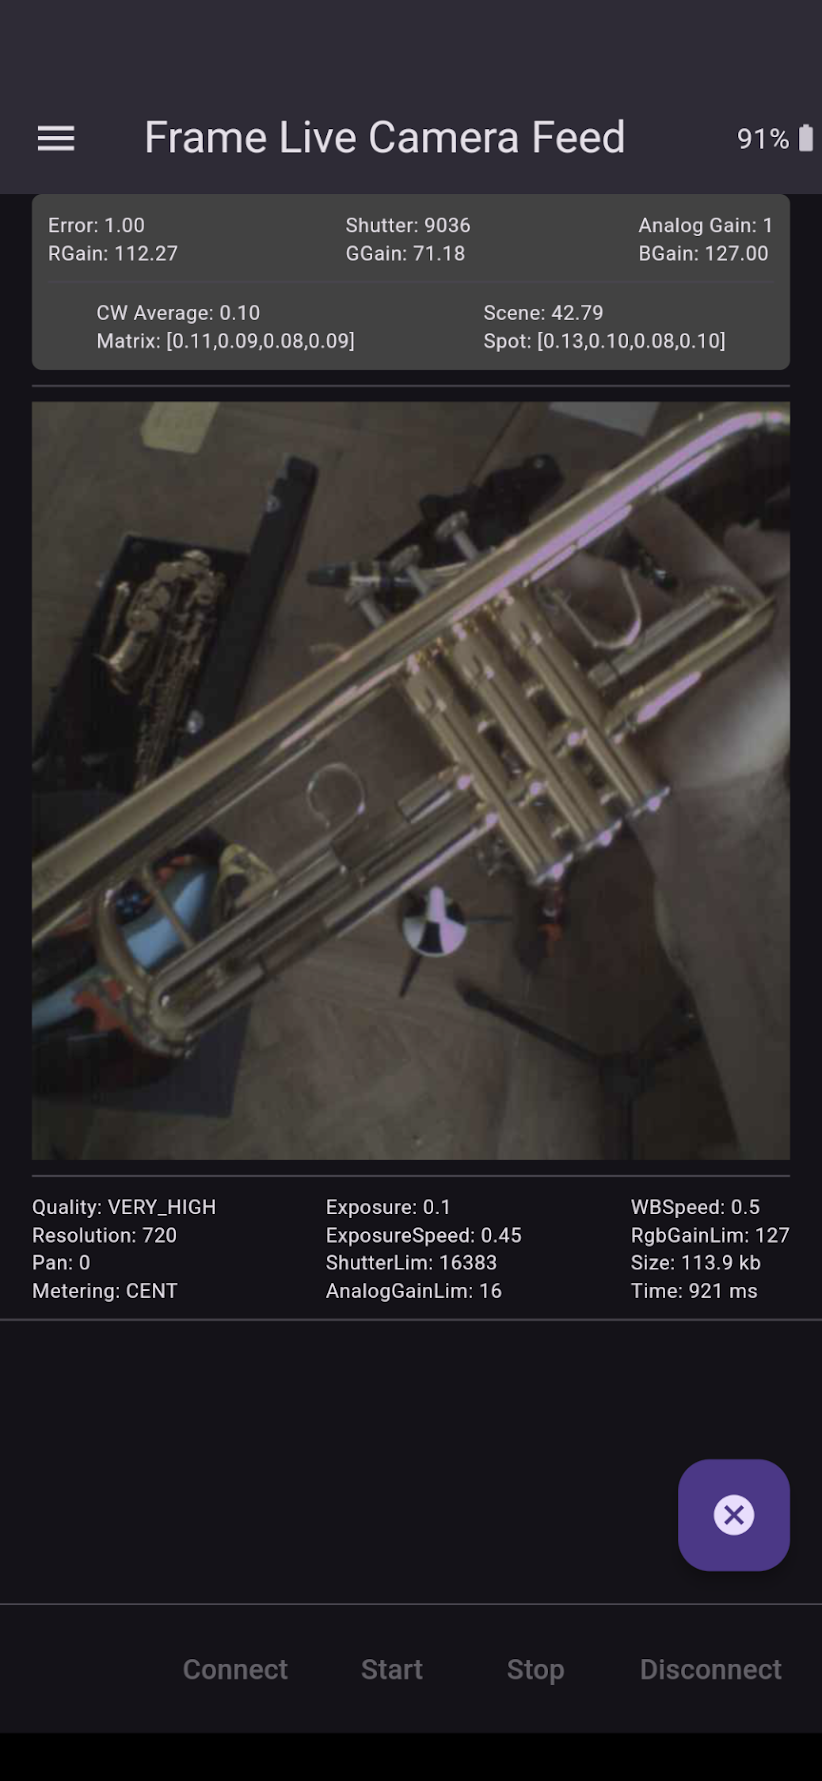 Frame Live Camera Feed
91%
Error: 1.00 Shutter: 9036 Analog Gain: 1
RGain: 112.27 GGain: 71.18 BGain: 127.00
CW Average: 0.10 Scene: 42.79
Matrix: [0.11,0.09,0.08,0.09] Spot: [0.13,0.10,0.08,0.10]
Quality: VERY_HIGH Exposure: 0.1 WBSpeed: 0.5
Resolution: 720 ExposureSpeed: 0.45 RgbGainLim: 127
Pan: 0 ShutterLim: 16383 Size: 113.9 kb
Metering: CENT AnalogGainLim: 16 Time: 921 ms
Connect Start Stop Disconnect